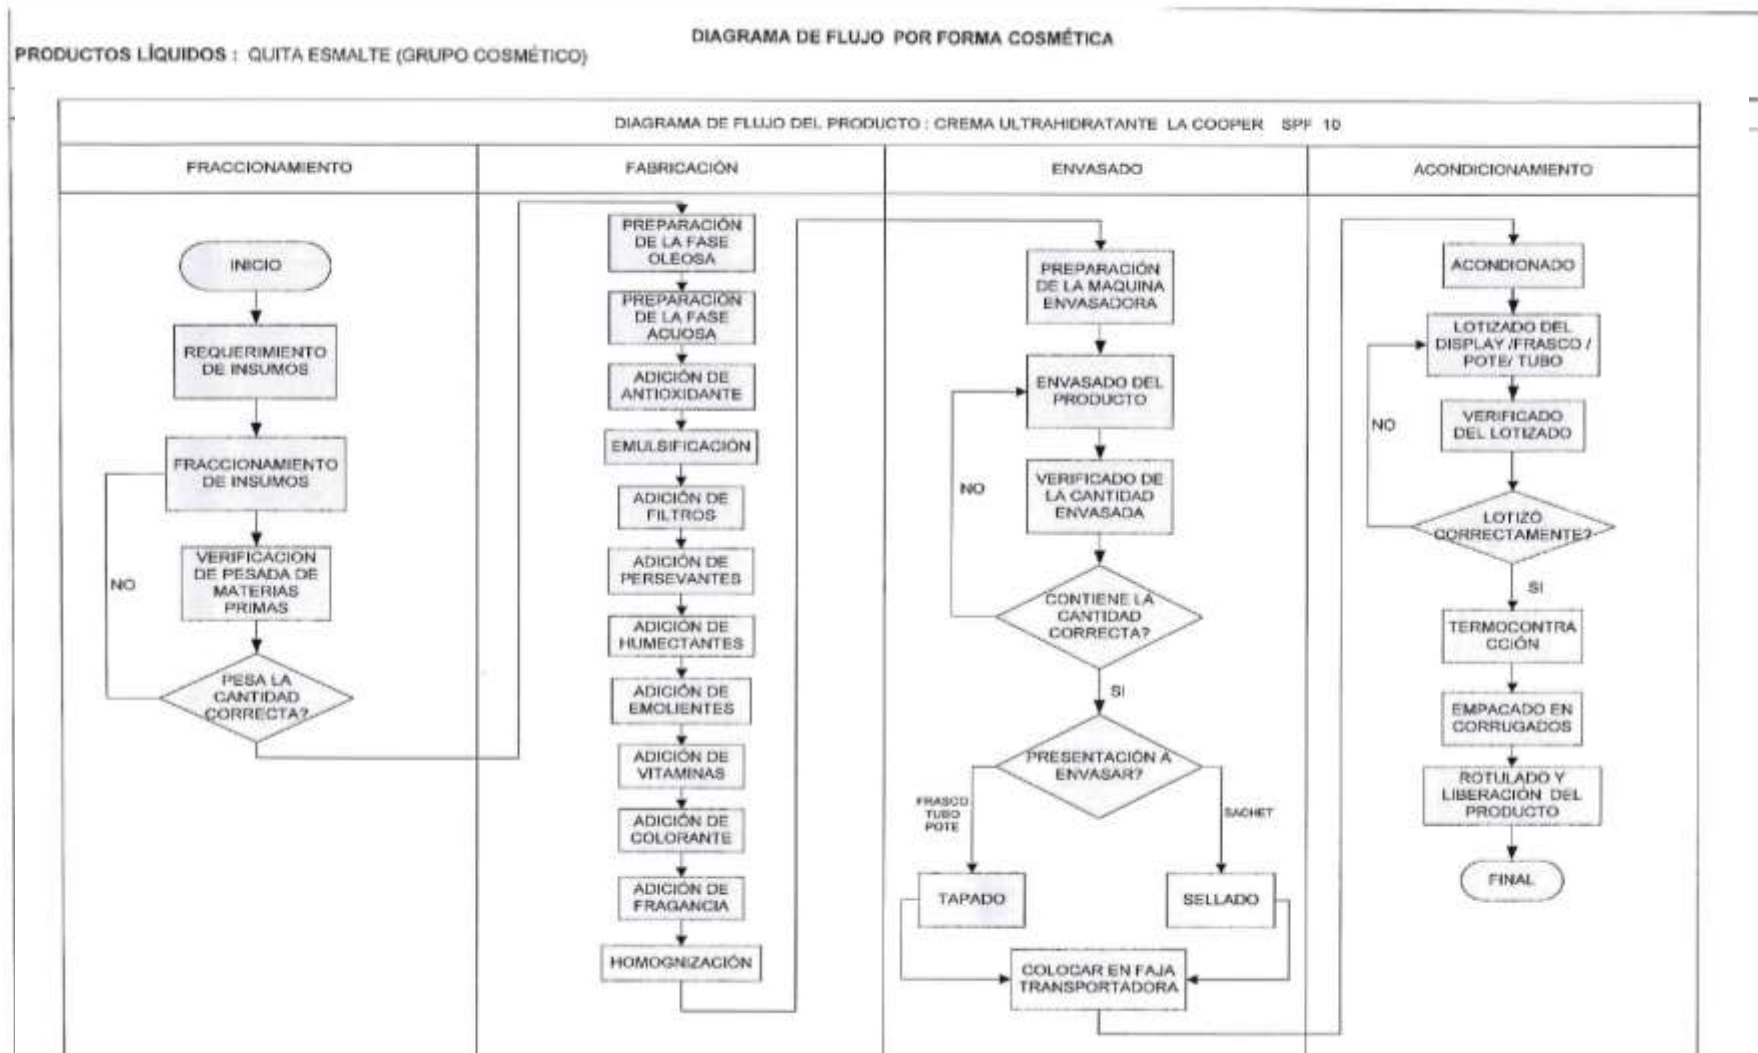 DIAGRAMA DE FLUJO POR FORMA COSMÉTICA
PRODUCTOS LÍQUIDOS : QUITA ESMALTE (GRUPO COSMÉTICO)
DIAGRAMA DE FLUJO DEL PRODUCTO : CREMA ULTRAHIDRATANTE LA COOPER SPF 10
FRACCIONAMIENTO
FABRICACIÓN
ENVASADO
ACONDICIONAMIENTO
INICIO
REQUERIMIENTO
DE INSUMOS
FRACCIONAMIENTO
DE INSUMOS
VERIFICACION
DE PESADA DE
MATERIAS
PRIMAS
NO
PESA LA
CANTIDAD
CORRECTA?
PREPARACIÓN
DE LA FASE
OLEOSA
PREPARACIÓN
DE LA FASE
ACUOSA
ADICIÓN DE
ANTIOXIDANTE
EMULSIFICACIÓN
ADICIÓN DE
FILTROS
ADICIÓN DE
PERSEVANTES
ADICIÓN DE
HUMECTANTES
ADICIÓN DE
EMOLIENTES
ADICIÓN DE
VITAMINAS
ADICIÓN DE
COLORANTE
ADICIÓN DE
FRAGANCIA
HOMOGNIZACIÓN
PREPARACIÓN
DE LA MAQUINA
ENVASADORA
ENVASADO DEL
PRODUCTO
NO
VERIFICADO DE
LA CANTIDAD
ENVASADA
CONTIENE LA
CANTIDAD
CORRECTA?
SI
PRESENTACIÓN A
ENVASAR?
FRASCO
TUBO
POTE
SACHET
TAPADO
SELLADO
COLOCAR EN FAJA
TRANSPORTADORA
ACONDIONADO
LOTIZADO DEL
DISPLAY /FRASCO /
POTE/ TUBO
NO
VERIFICADO
DEL LOTIZADO
LOTIZÓ
CORRECTAMENTE?
SI
TERMOCONTRA
CCIÓN
EMPACADO EN
CORRUGADOS
ROTULADO Y
LIBERACIÓN DEL
PRODUCTO
FINAL